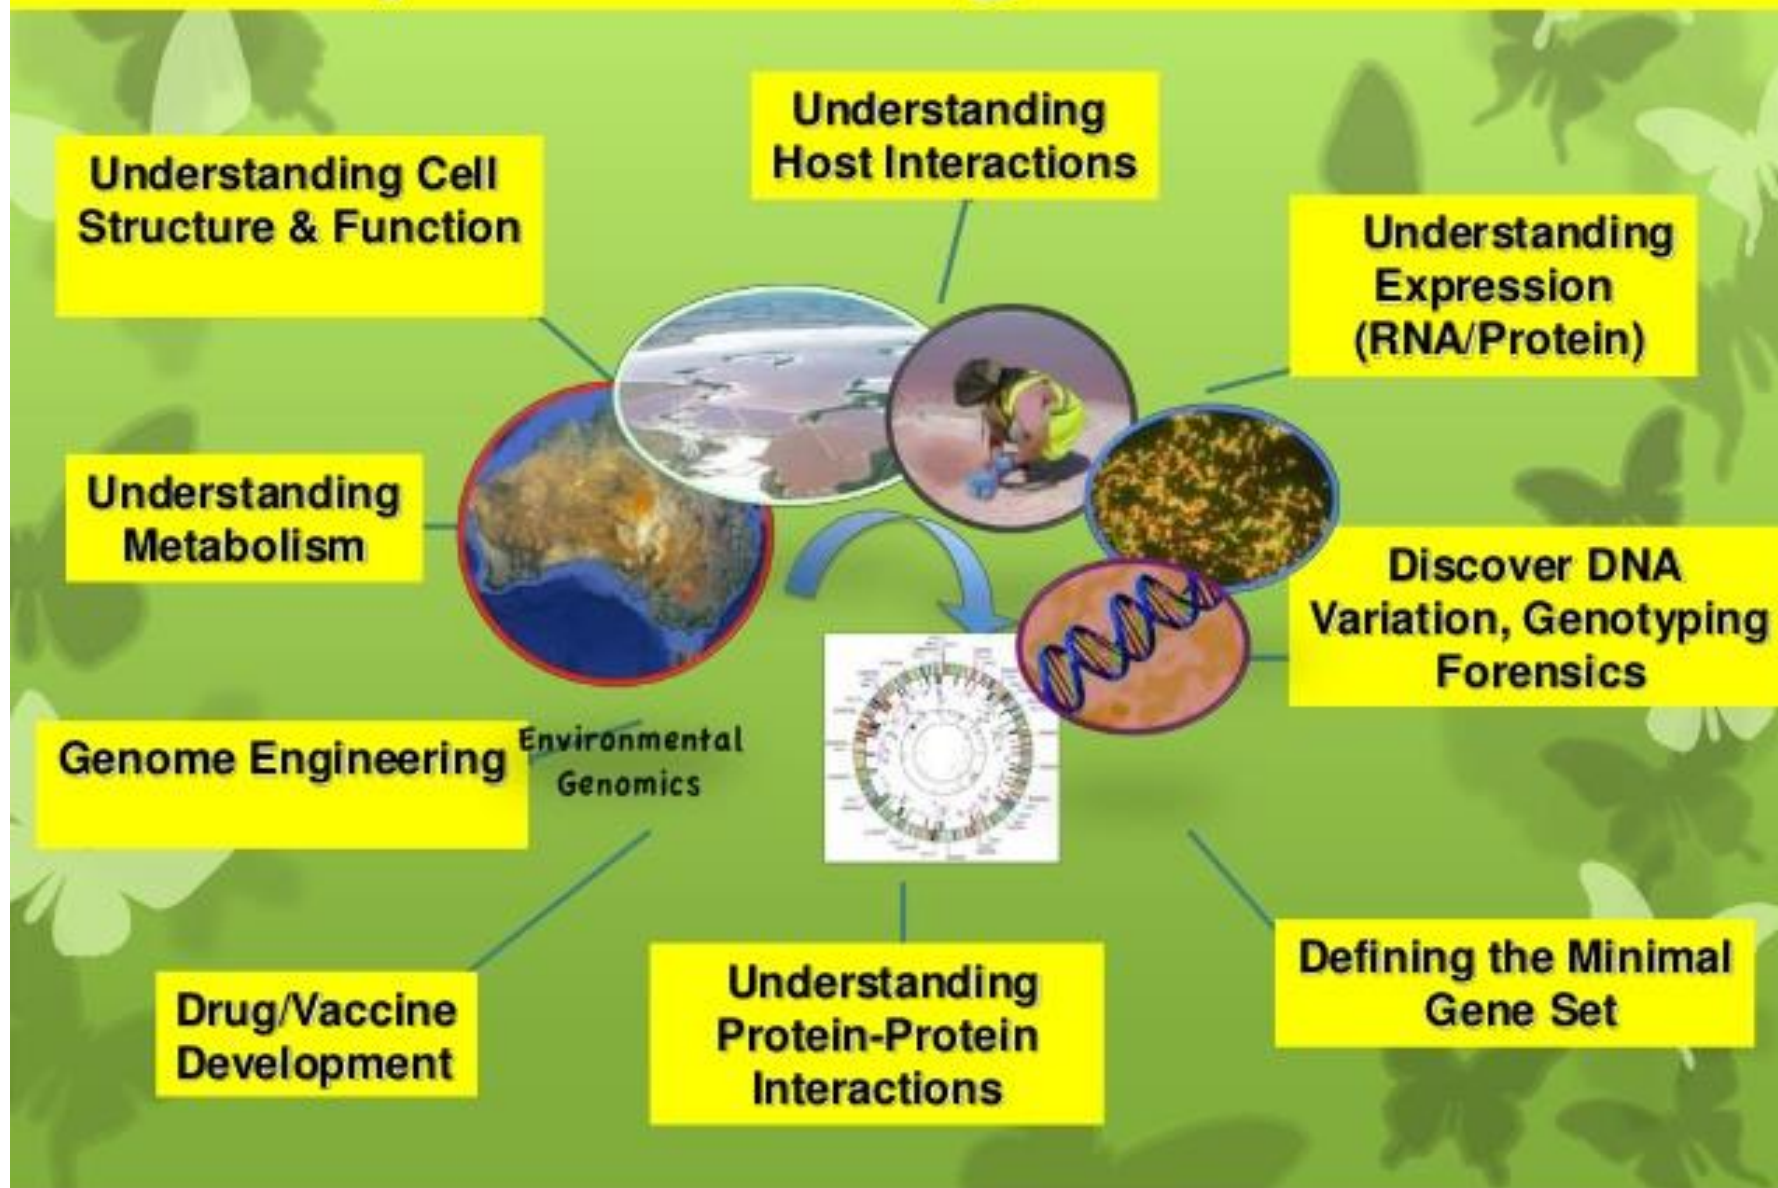 Understanding
Host Interactions
Understanding Cell
Structure & Function
Understanding
Expression
(RNA/Protein)
Understanding
Metabolism
Discover DNA
Variation, Genotyping
Forensics
Genome Engineering
Environmental
Genomics
Drug/Vaccine
Development
Understanding
Protein-Protein
Interactions
Defining the Minimal
Gene Set